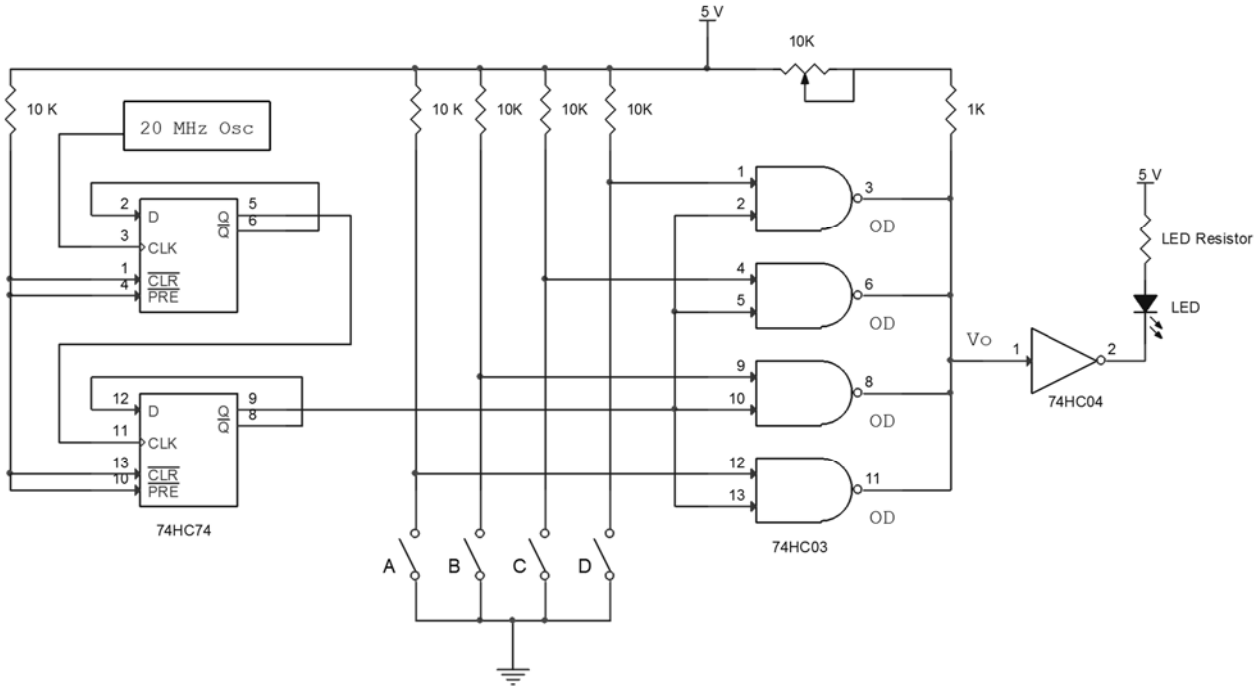 5 V
10K
10 K
10 K
10K
10K
10K
1K
20 MHz Osc
5 V
1
3
2
OD
LED Resistor
2
D
Q
5
Q
6
3
CLK
1
CLR
4
PRE
4
6
5
OD
LED
Vo
1
2
74HC04
9
8
10
OD
12
D
Q
9
Q
8
11
CLK
13
CLR
10
PRE
74HC74
12
11
13
OD
74HC03
A
B
C
D